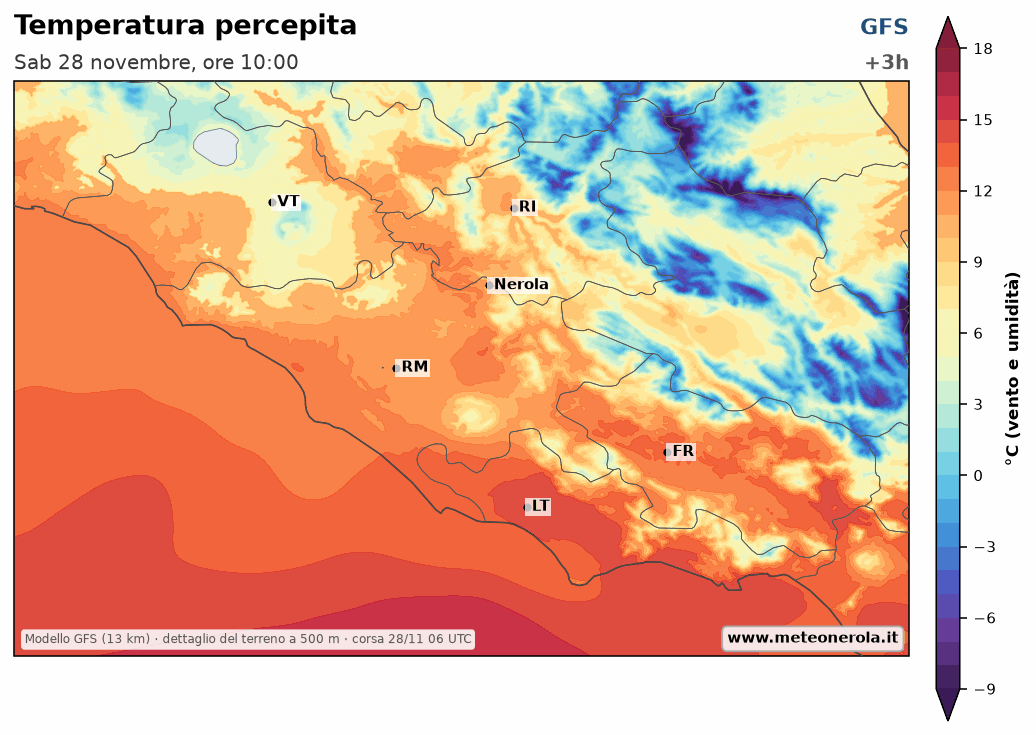 Temperatura percepita
GFS
Sab 28 novembre, ore 10:00
+3h
VT
RI
Nerola
RM
FR
LT
Modello GFS (13 km) · dettaglio del terreno a 500 m · corsa 28/11 06 UTC
www.meteonerola.it
18
15
12
9
6
3
0
−3
−6
−9
°C (vento e umidità)